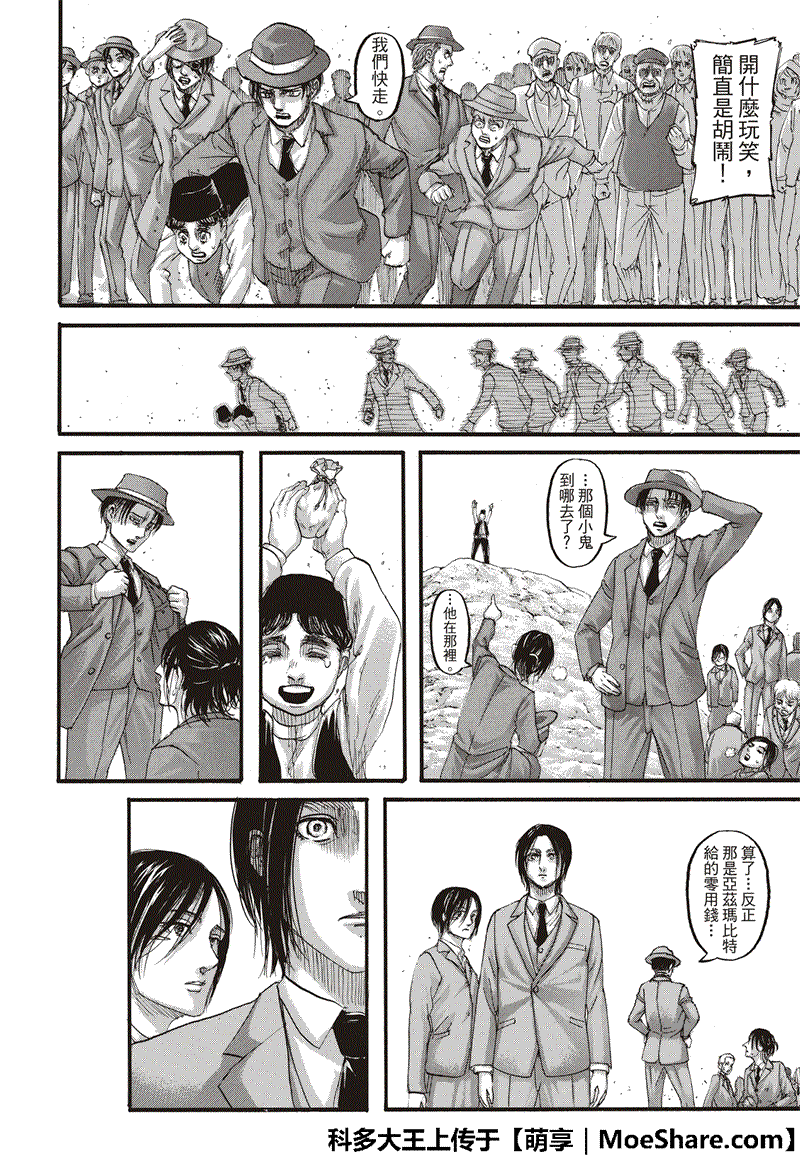 開什麼玩笑，
簡直是胡鬧！
我們快走。
…那個小鬼
到哪去了？
…他在那裡。
算了…反正
那是亞茲瑪比特
給的零用錢…
科多大王上传于【萌享｜MoeShare.com】